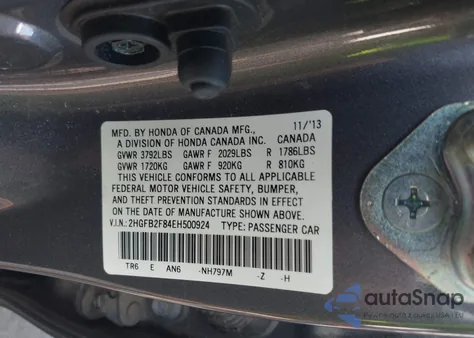 11/'13
MFD. BY HONDA OF CANADA MFG.,
A DIVISION OF HONDA CANADA INC. CANADA
GVWR 3792LBS GAWR F 2029LBS R 1786LBS
GVWR 1720KG GAWR F 920KG R 810KG
THIS VEHICLE CONFORMS TO ALL APPLICABLE
FEDERAL MOTOR VEHICLE SAFETY, BUMPER,
AND THEFT PREVENTION STANDARDS IN EFFECT
ON THE DATE OF MANUFACTURE SHOWN ABOVE.
V.I.N.: 2HGFB2F84EH500924 TYPE: PASSENGER CAR
TR6 E AN6 -NH797M -Z -H
autoSnap